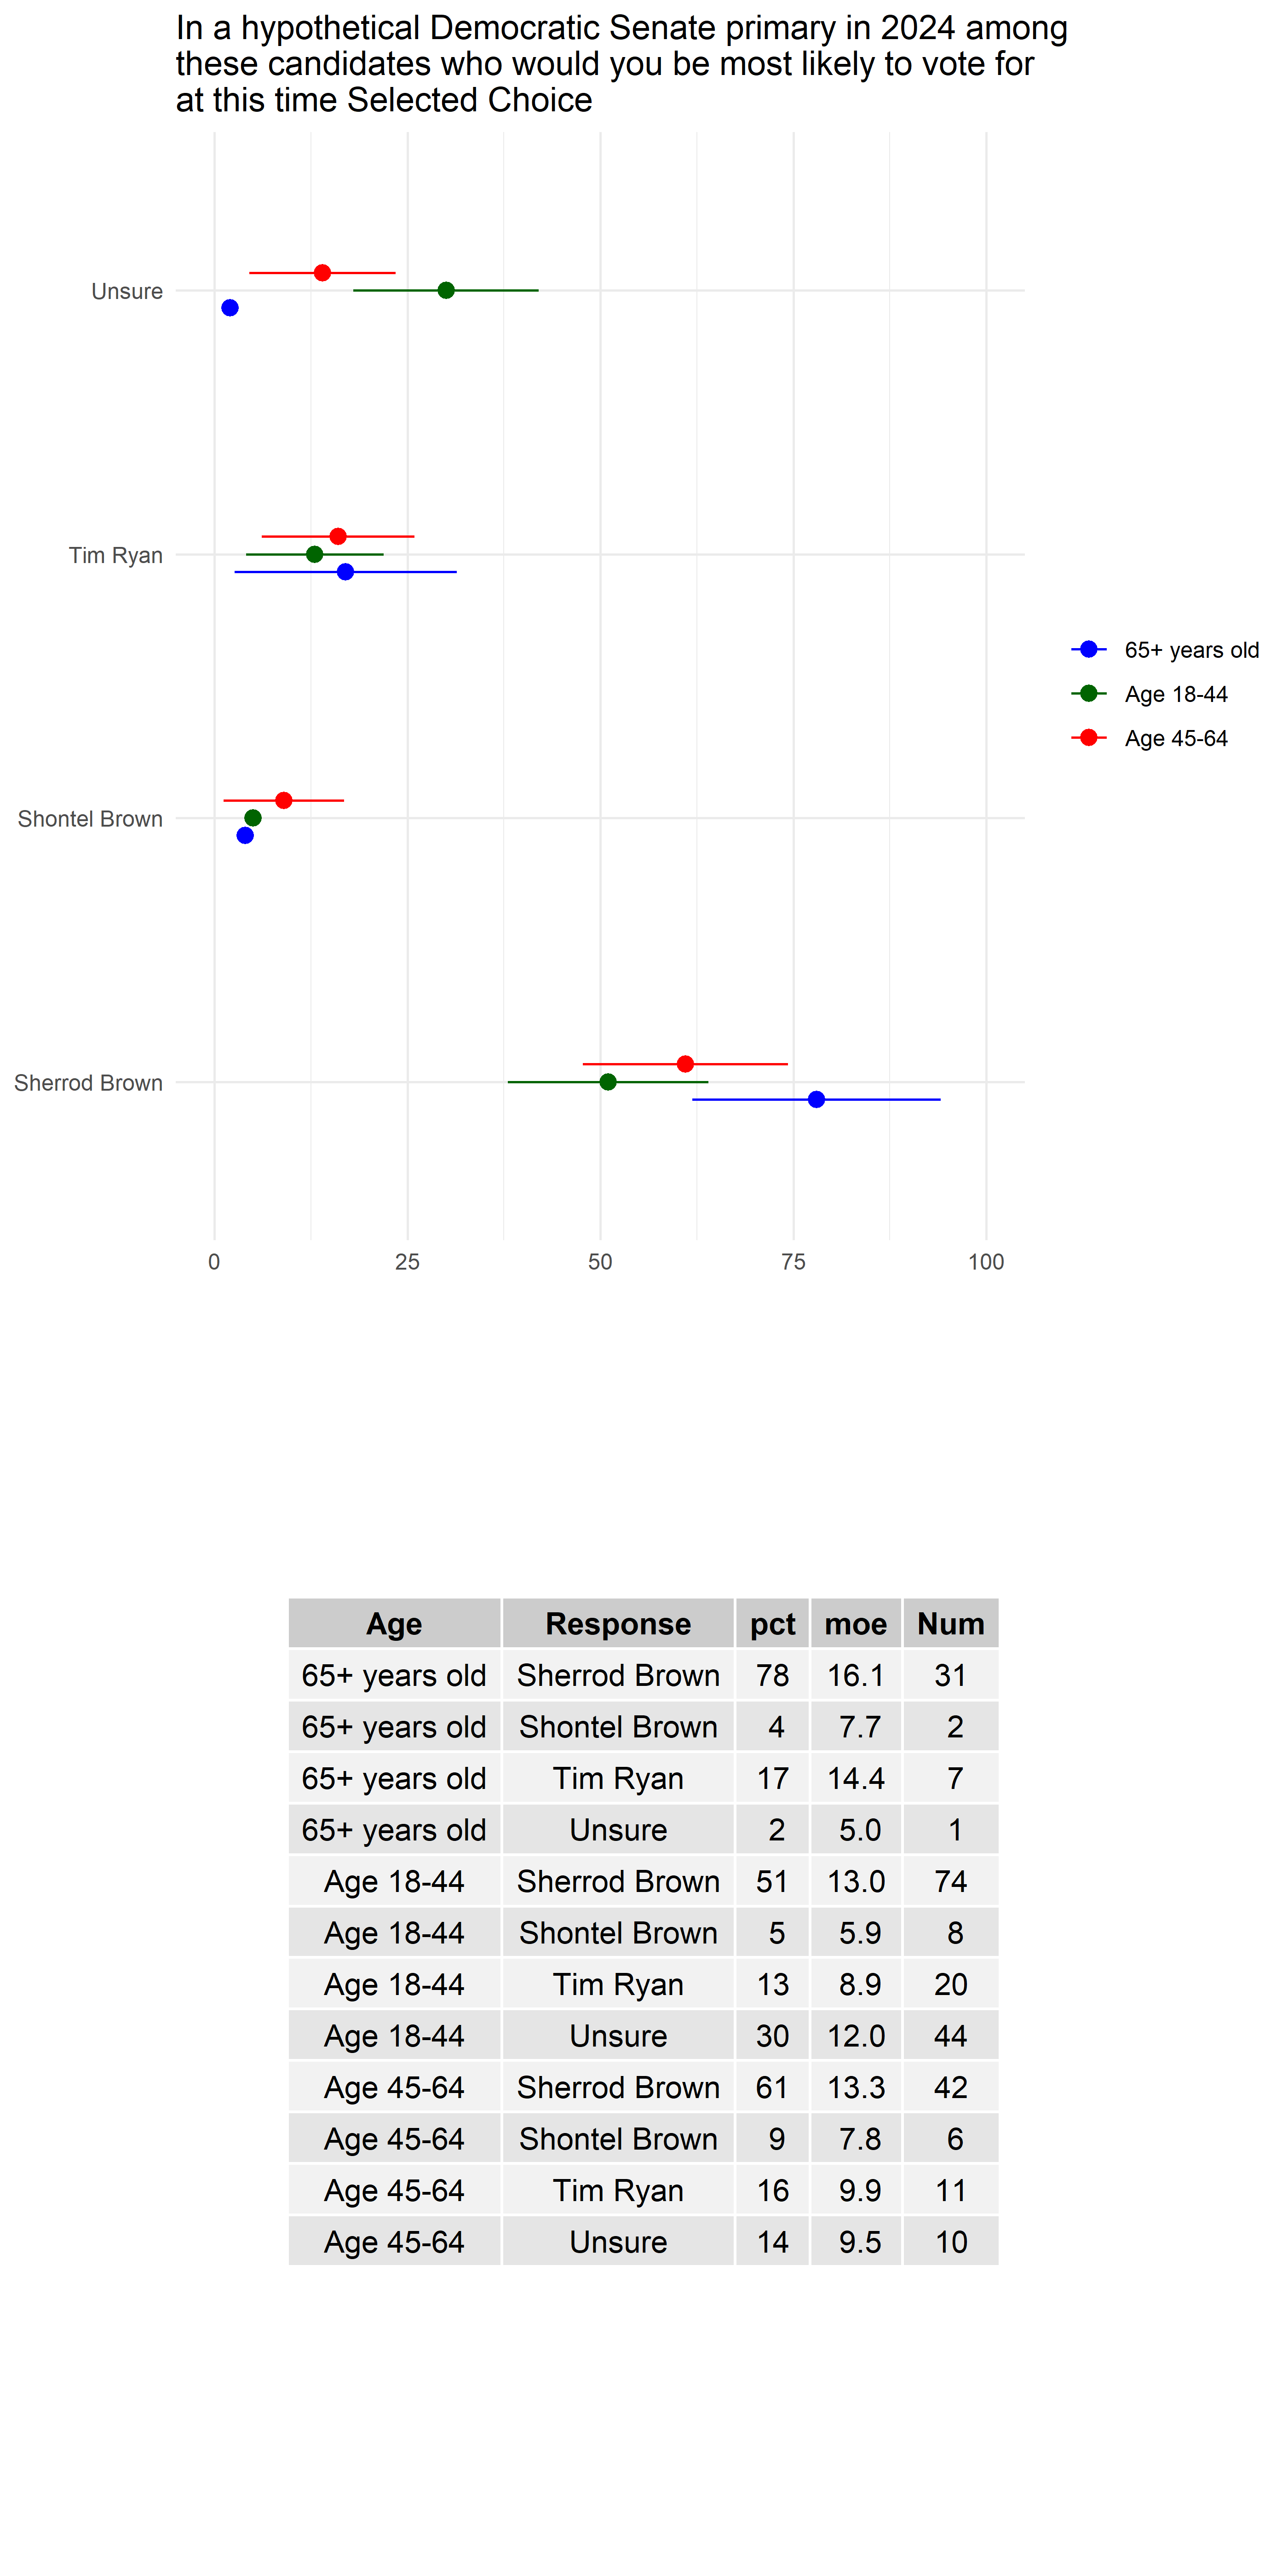 In a hypothetical Democratic Senate primary in 2024 among
these candidates who would you be most likely to vote for
at this time Selected Choice
Unsure
Tim Ryan
Shontel Brown
Sherrod Brown
0 25 50 75 100
65+ years old
Age 18-44
Age 45-64
Age Response pct moe Num
65+ years old Sherrod Brown 78 16.1 31
65+ years old Shontel Brown 4 7.7 2
65+ years old Tim Ryan 17 14.4 7
65+ years old Unsure 2 5.0 1
Age 18-44 Sherrod Brown 51 13.0 74
Age 18-44 Shontel Brown 5 5.9 8
Age 18-44 Tim Ryan 13 8.9 20
Age 18-44 Unsure 30 12.0 44
Age 45-64 Sherrod Brown 61 13.3 42
Age 45-64 Shontel Brown 9 7.8 6
Age 45-64 Tim Ryan 16 9.9 11
Age 45-64 Unsure 14 9.5 10